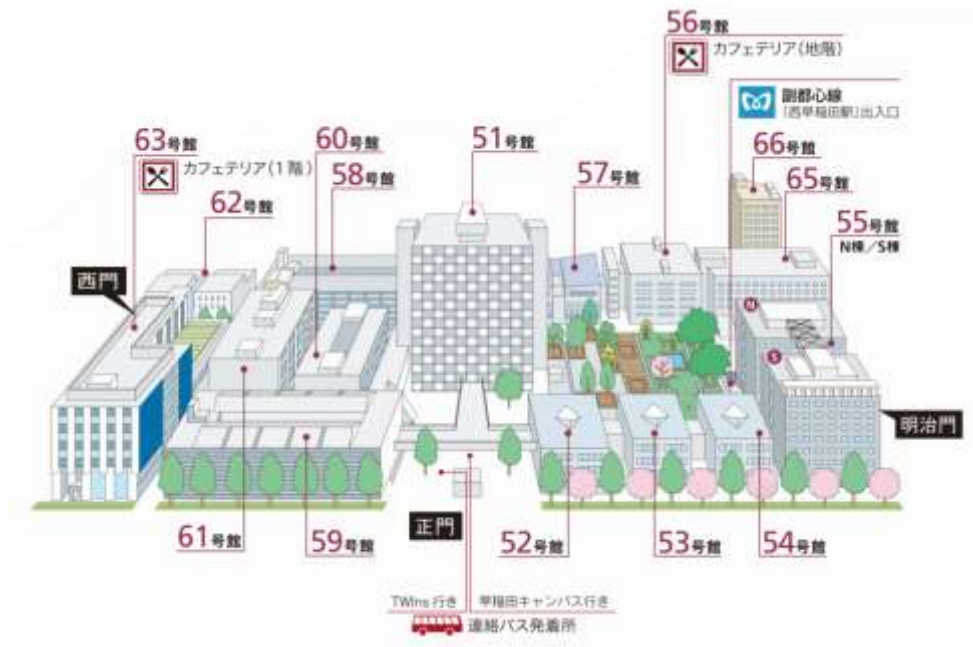 56号館
カフェテリア(地階)
副都心線
「西早稲田駅」出入口
63号館
カフェテリア(1階)
60号館
51号館
66号館
58号館
57号館
65号館
62号館
55号館
N棟/S棟
西門
N
S
明治門
61号館
59号館
正門
52号館
53号館
54号館
TWIns 行き
早稲田キャンパス行き
連絡バス発着所